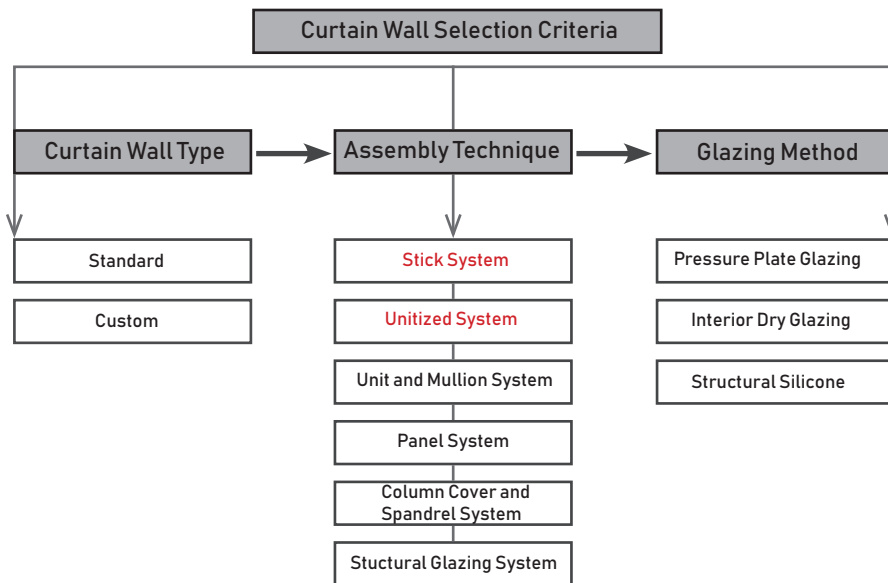 Curtain Wall Selection Criteria
Curtain Wall Type
Assembly Technique
Glazing Method
Standard
Custom
Stick System
Unitized System
Unit and Mullion System
Panel System
Column Cover and
Spandrel System
Stuctural Glazing System
Pressure Plate Glazing
Interior Dry Glazing
Structural Silicone